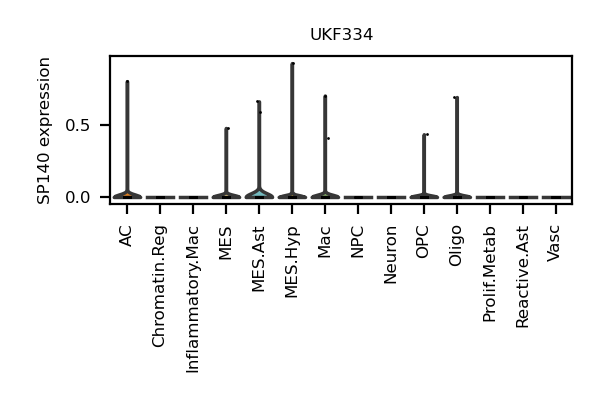 UKF334
SP140 expression
0.5
0.0
AC
Chromatin.Reg
Inflammatory.Mac
MES
MES.Ast
MES.Hyp
Mac
NPC
Neuron
OPC
Oligo
Prolif.Metab
Reactive.Ast
Vasc